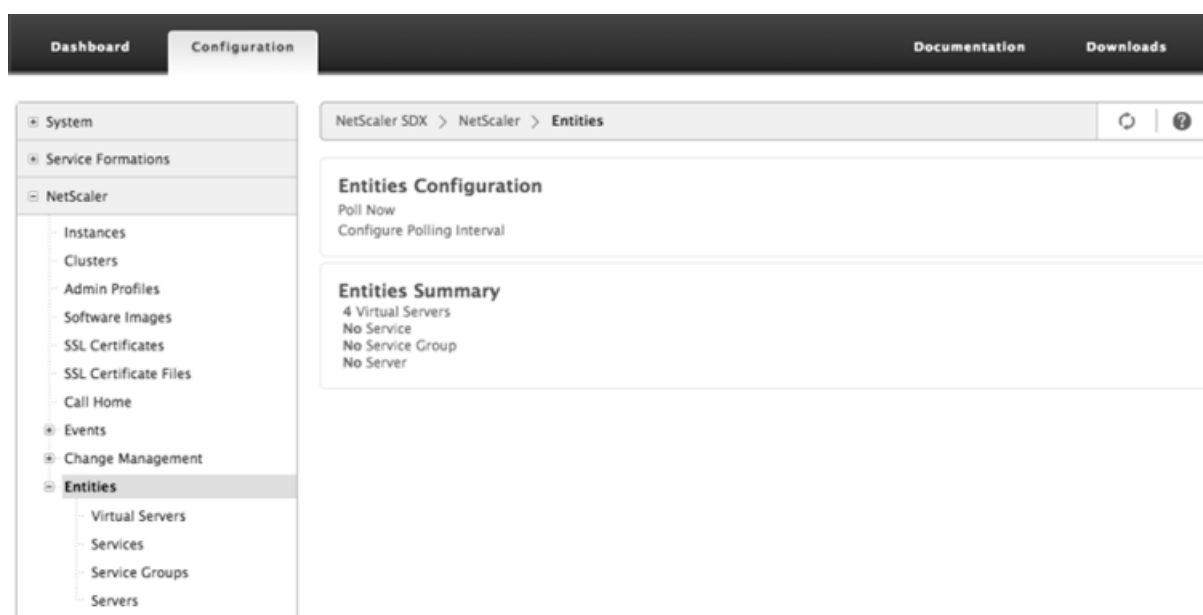 Dashboard
Configuration
Documentation
Downloads
System
Service Formations
NetScaler
Instances
Clusters
Admin Profiles
Software Images
SSL Certificates
SSL Certificate Files
Call Home
Events
Change Management
Entities
Virtual Servers
Services
Service Groups
Servers
NetScaler SDX > NetScaler > Entities
Entities Configuration
Poll Now
Configure Polling Interval
Entities Summary
4 Virtual Servers
No Service
No Service Group
No Server